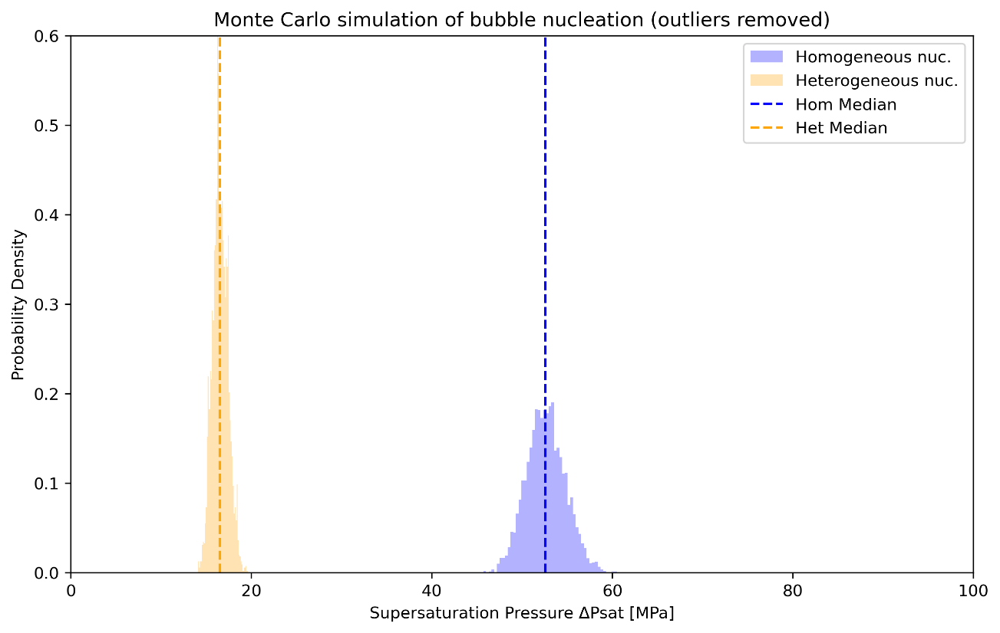 Monte Carlo simulation of bubble nucleation (outliers removed)
Homogeneous nuc.
Heterogeneous nuc.
Hom Median
Het Median
Probability Density
0.6
0.5
0.4
0.3
0.2
0.1
0.0
0 20 40 60 80 100
Supersaturation Pressure ΔPsat [MPa]